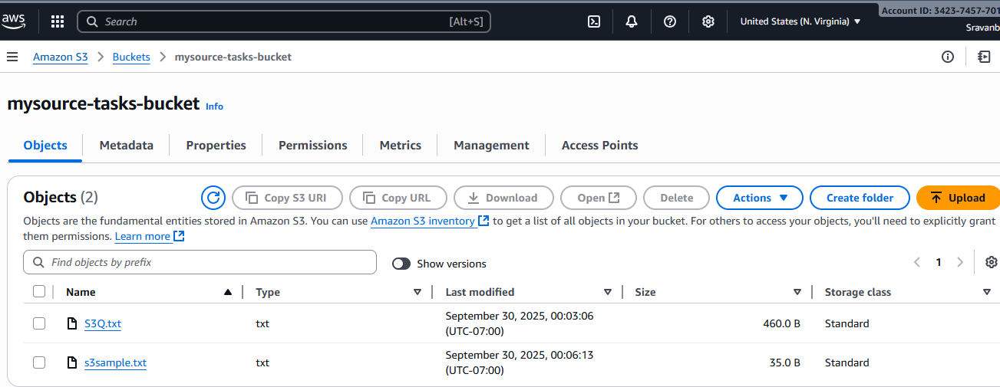 aws
Search [Alt+S]
United States (N. Virginia)
Account ID: 3423-7457-701
Sravanb
Amazon S3 > Buckets > mysource-tasks-bucket
mysource-tasks-bucket Info
Objects Metadata Properties Permissions Metrics Management Access Points
Objects (2) Copy S3 URI Copy URL Download Open Delete Actions Create folder Upload
Objects are the fundamental entities stored in Amazon S3. You can use Amazon S3 inventory to get a list of all objects in your bucket. For others to access your objects, you'll need to explicitly grant
them permissions. Learn more
Find objects by prefix Show versions 1
Name Type Last modified Size Storage class
S3Q.txt txt September 30, 2025, 00:03:06 (UTC-07:00) 460.0 B Standard
s3sample.txt txt September 30, 2025, 00:06:13 (UTC-07:00) 35.0 B Standard